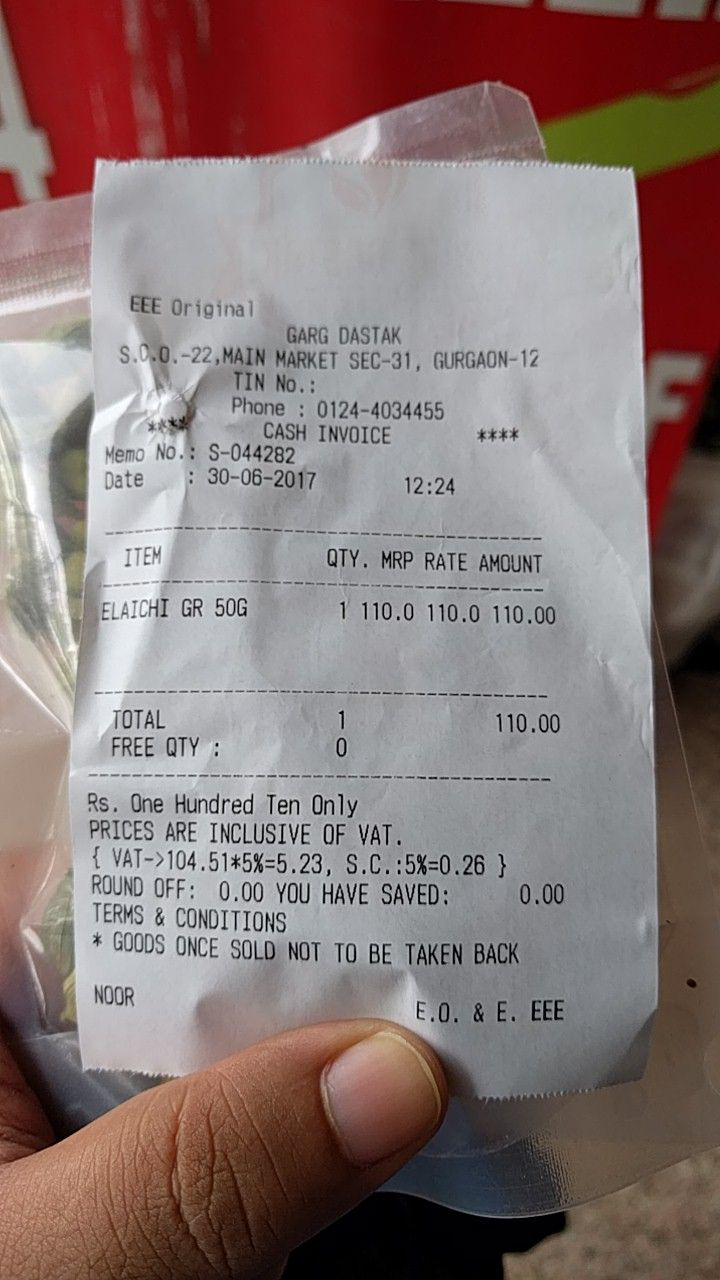 EEE Original
GARG DASTAK
S.C.O.-22,MAIN MARKET SEC-31, GURGAON-12
TIN No.:
Phone : 0124-4034455
**** CASH INVOICE ****
Memo No.: S-044282
Date : 30-06-2017 12:24
ITEM QTY. MRP RATE AMOUNT
ELAICHI GR 50G 1 110.0 110.0 110.00
TOTAL 1 110.00
FREE QTY : 0
Rs. One Hundred Ten Only
PRICES ARE INCLUSIVE OF VAT.
{ VAT->104.51*5%=5.23, S.C.:5%=0.26 }
ROUND OFF: 0.00 YOU HAVE SAVED: 0.00
TERMS & CONDITIONS
* GOODS ONCE SOLD NOT TO BE TAKEN BACK
NOOR E.O. & E. EEE